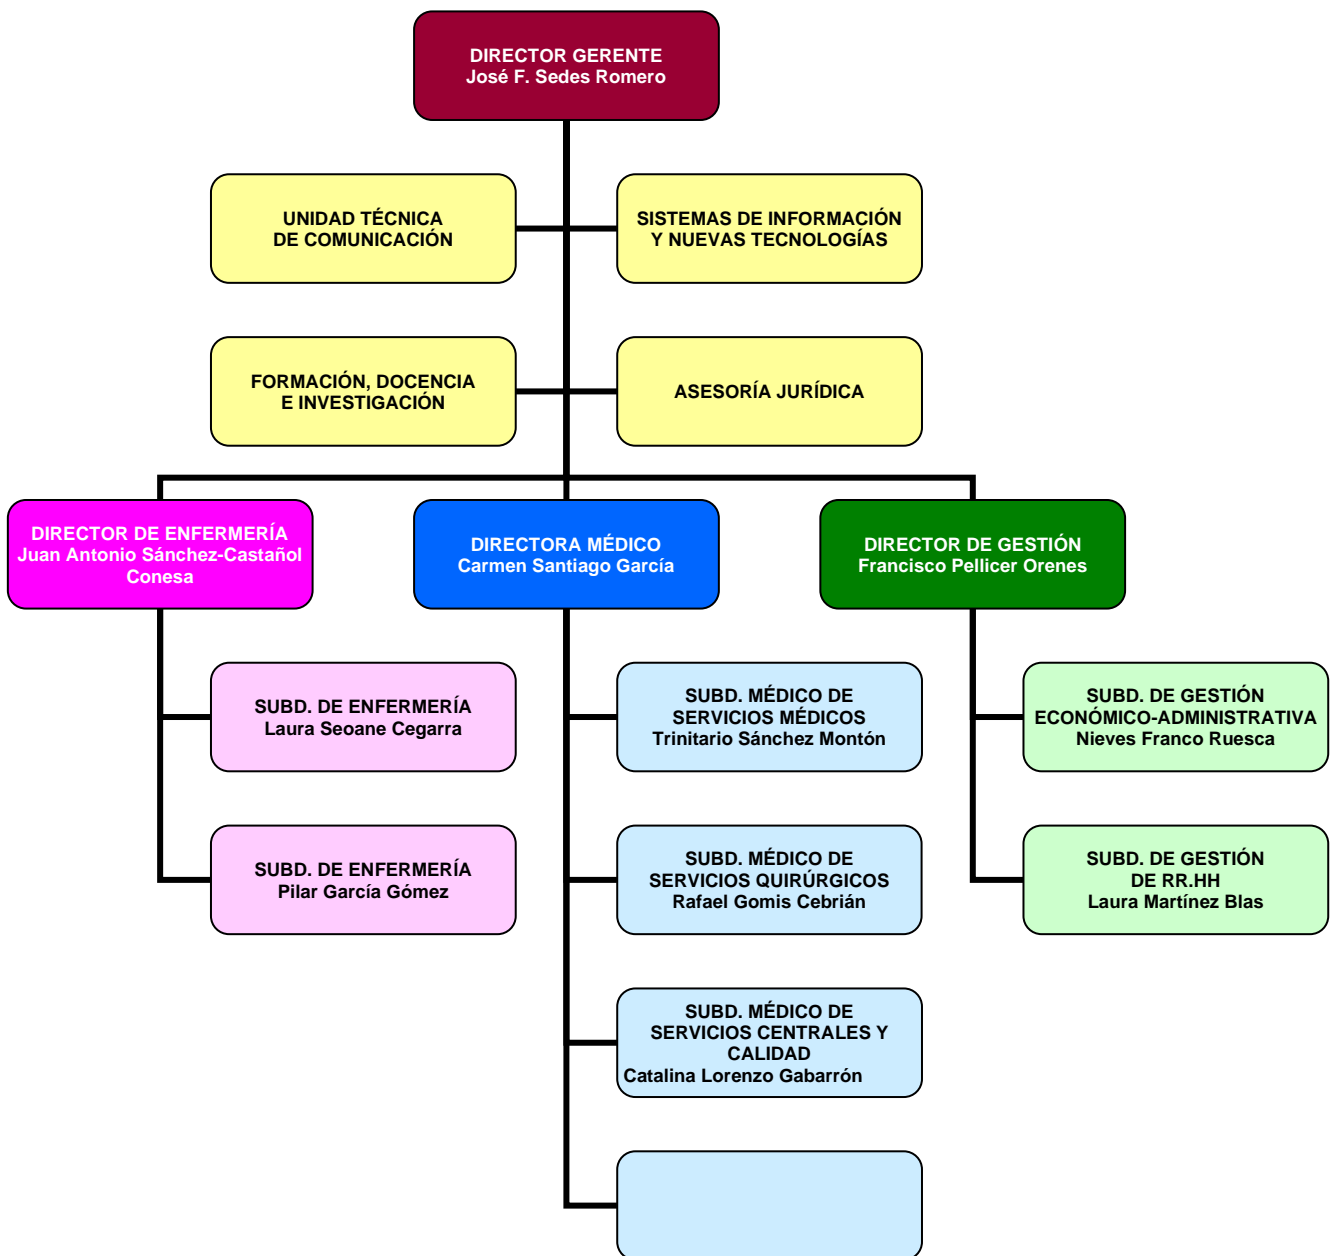 DIRECTOR GERENTE
José F. Sedes Romero
UNIDAD TÉCNICA
DE COMUNICACIÓN
SISTEMAS DE INFORMACIÓN
Y NUEVAS TECNOLOGÍAS
FORMACIÓN, DOCENCIA
E INVESTIGACIÓN
ASESORÍA JURÍDICA
DIRECTOR DE ENFERMERÍA
Juan Antonio Sánchez-Castañol
Conesa
DIRECTORA MÉDICO
Carmen Santiago García
DIRECTOR DE GESTIÓN
Francisco Pellicer Orenes
SUBD. DE ENFERMERÍA
Laura Seoane Cegarra
SUBD. MÉDICO DE
SERVICIOS MÉDICOS
Trinitario Sánchez Montón
SUBD. DE GESTIÓN
ECONÓMICO-ADMINISTRATIVA
Nieves Franco Ruesca
SUBD. DE ENFERMERÍA
Pilar García Gómez
SUBD. MÉDICO DE
SERVICIOS QUIRÚRGICOS
Rafael Gomis Cebrián
SUBD. DE GESTIÓN
DE RR.HH
Laura Martínez Blas
SUBD. MÉDICO DE
SERVICIOS CENTRALES Y
CALIDAD
Catalina Lorenzo Gabarrón